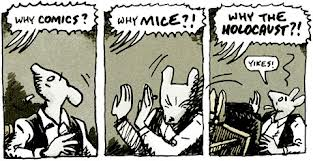 WHY COMICS?
WHY MICE?!
WHY THE
HOLOCAUST?!
YIKES!